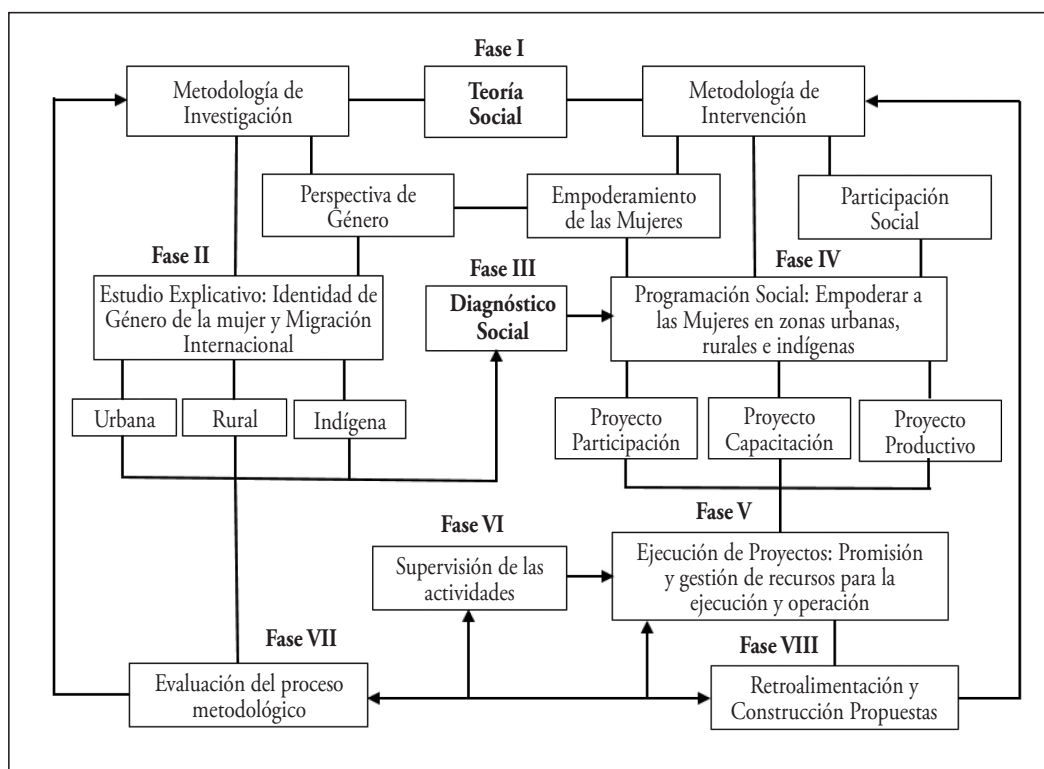 Fase I
Metodología de
Investigación
Teoría
Social
Metodología de
Intervención
Perspectiva de
Género
Empoderamiento
de las Mujeres
Participación
Social
Fase II
Estudio Explicativo: Identidad de
Género de la mujer y Migración
Internacional
Fase III
Diagnóstico
Social
Fase IV
Programación Social: Empoderar a
las Mujeres en zonas urbanas,
rurales e indígenas
Urbana
Rural
Indígena
Proyecto
Participación
Proyecto
Capacitación
Proyecto
Productivo
Fase V
Ejecución de Proyectos: Promisión
y gestión de recursos para la
ejecución y operación
Fase VI
Supervisión de las
actividades
Fase VII
Evaluación del proceso
metodológico
Fase VIII
Retroalimentación y
Construcción Propuestas